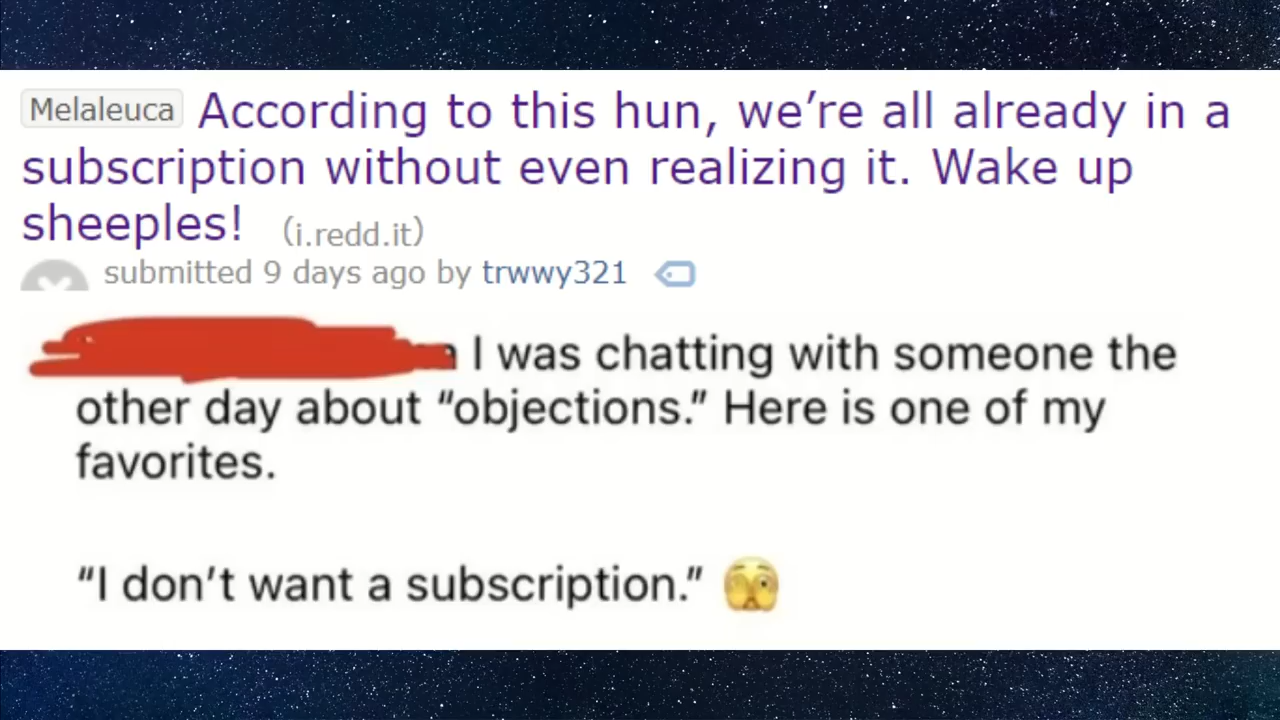 Melaleuca According to this hun, we’re all already in a
subscription without even realizing it. Wake up
sheeples! (i.redd.it)
submitted 9 days ago by trwwy321
I was chatting with someone the
other day about “objections.” Here is one of my
favorites.
“I don’t want a subscription.” 🫣